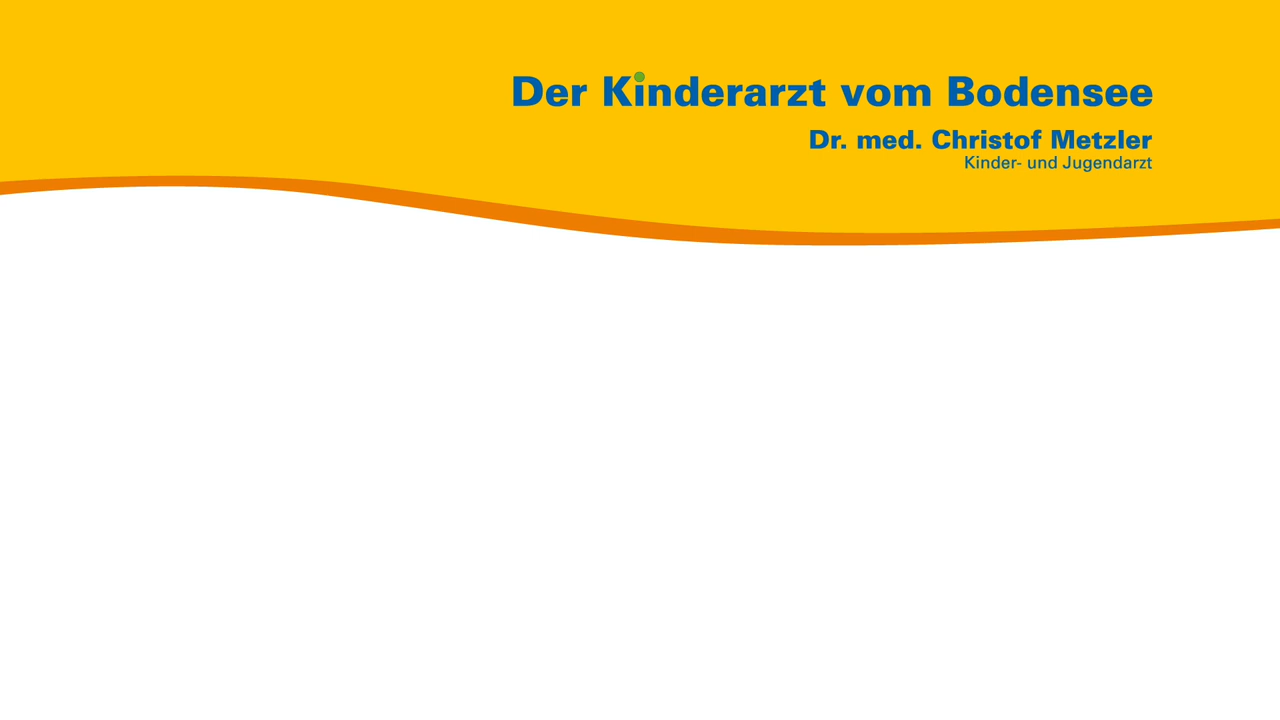 Der Kinderarzt vom Bodensee
Dr. med. Christof Metzler
Kinder- und Jugendarzt